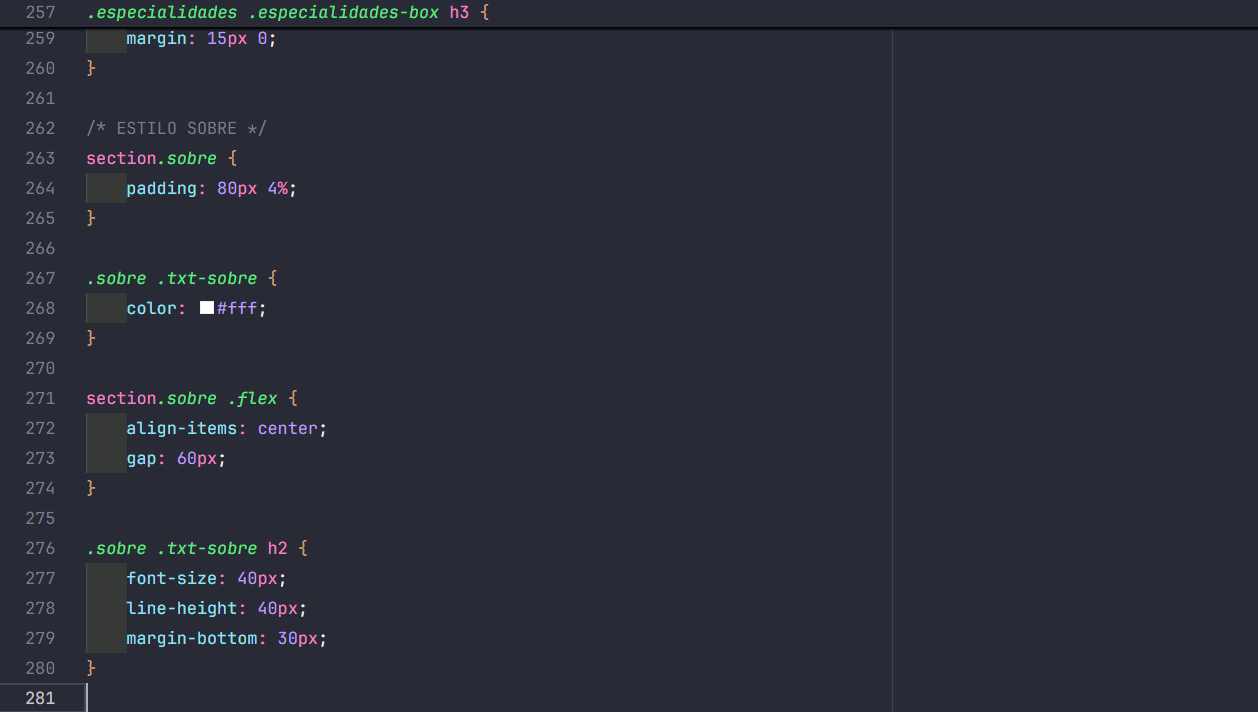 257 .especialidades .especialidades-box h3 {
259     margin: 15px 0;
260 }
261
262 /* ESTILO SOBRE */
263 section.sobre {
264     padding: 80px 4%;
265 }
266
267 .sobre .txt-sobre {
268     color: #fff;
269 }
270
271 section.sobre .flex {
272     align-items: center;
273     gap: 60px;
274 }
275
276 .sobre .txt-sobre h2 {
277     font-size: 40px;
278     line-height: 40px;
279     margin-bottom: 30px;
280 }
281